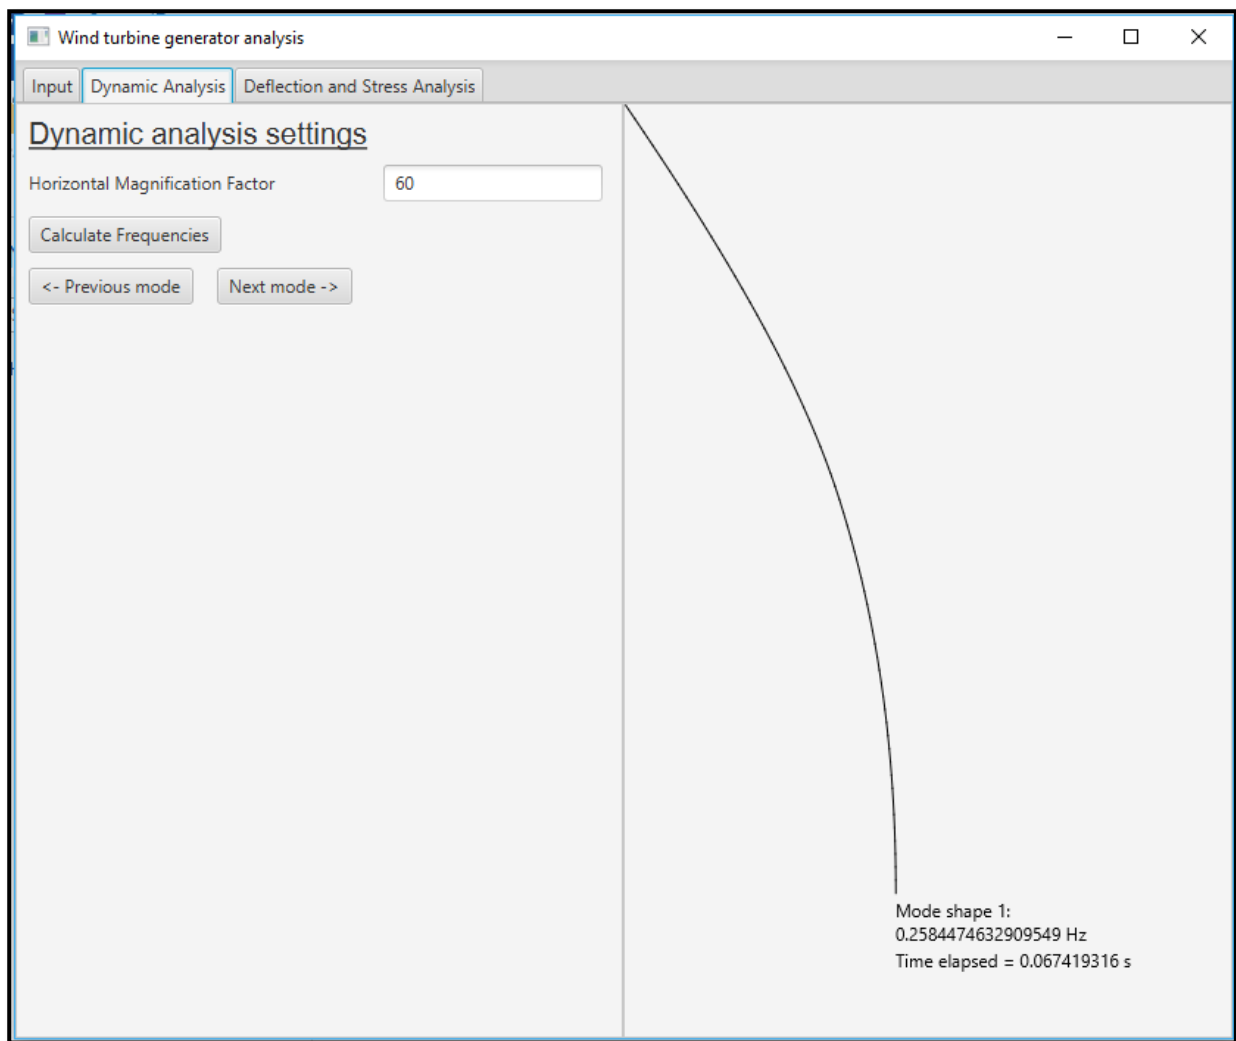 Wind turbine generator analysis
Input
Dynamic Analysis
Deflection and Stress Analysis
Dynamic analysis settings
Horizontal Magnification Factor
60
Calculate Frequencies
<- Previous mode
Next mode ->
Mode shape 1:
0.2584474632909549 Hz
Time elapsed = 0.067419316 s